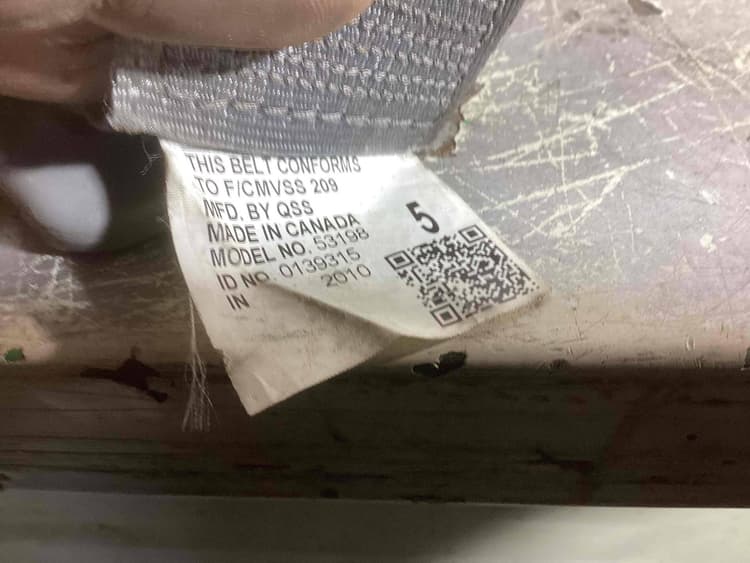 THIS BELT CONFORMS
TO F/CMVSS 209
MFD. BY QSS
MADE IN CANADA
MODEL NO. 53198
ID NO. 0139315
IN 2010
5